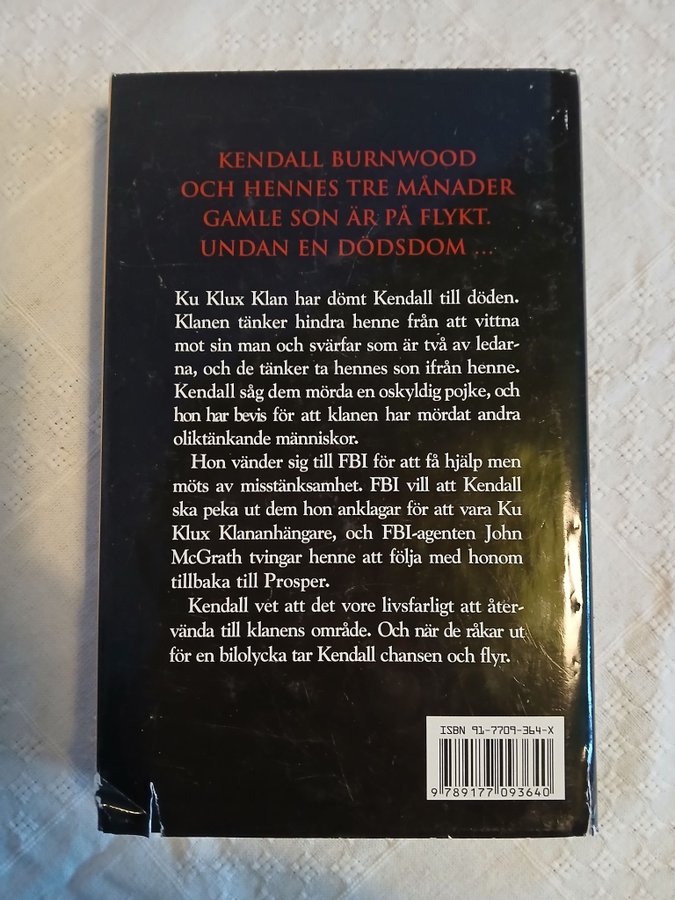 KENDALL BURNWOOD
OCH HENNES TRE MÅNADER
GAMLE SON ÄR PÅ FLYKT.
UNDAN EN DÖDSDOM ...
Ku Klux Klan har dömt Kendall till döden.
Klanen tänker hindra henne från att vittna
mot sin man och svärfar som är två av ledar-
na, och de tänker ta hennes son ifrån henne.
Kendall såg dem mörda en oskyldig pojke, och
hon har bevis för att klanen har mördat andra
oliktänkande människor.
Hon vänder sig till FBI för att få hjälp men
möts av misstänksamhet. FBI vill att Kendall
ska peka ut dem hon anklagar för att vara Ku
Klux Klananhängare, och FBI-agenten John
McGrath tvingar henne att följa med honom
tillbaka till Prosper.
Kendall vet att det vore livsfarligt att åter-
vända till klanens område. Och när de råkar ut
för en bilolycka tar Kendall chansen och flyr.
ISBN 91-7709-364-X
9 789177 093640